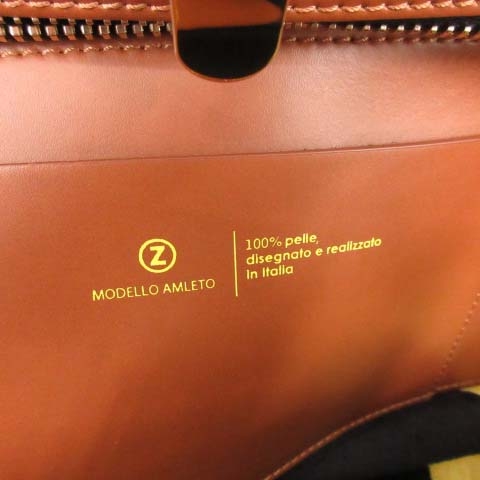 Z
MODELLO AMLETO
100% pelle,
disegnato e realizzato
in Italia